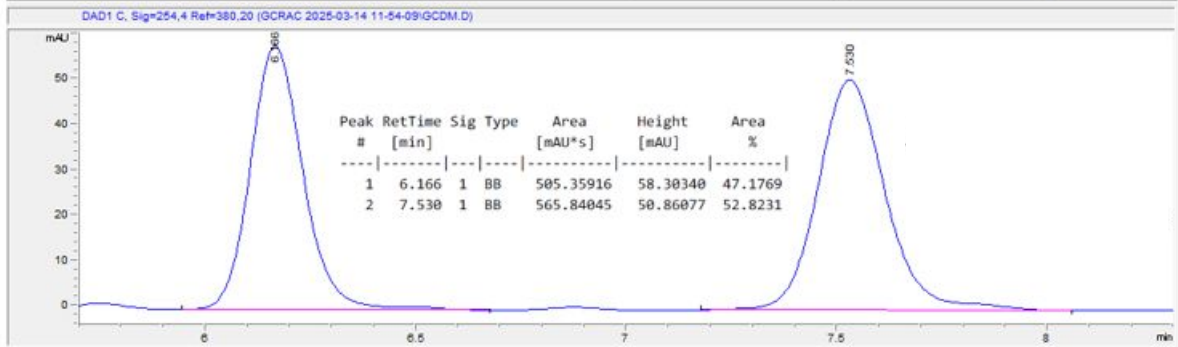 DAD1 C, Sig=254,4 Ref=380,20 (GCRAC 2025-03-14 11-54-09\GCDM.D)
mAU
50
40
30
20
10
0
6.166
7.530
Peak RetTime Sig Type Area Height Area
# [min] [mAU*s] [mAU] %
----|-------|---|----|----------|----------|--------|
1 6.166 1 BB 505.35916 58.30340 47.1769
2 7.530 1 BB 565.84045 50.86077 52.8231
6 6.5 7 7.5 8 min